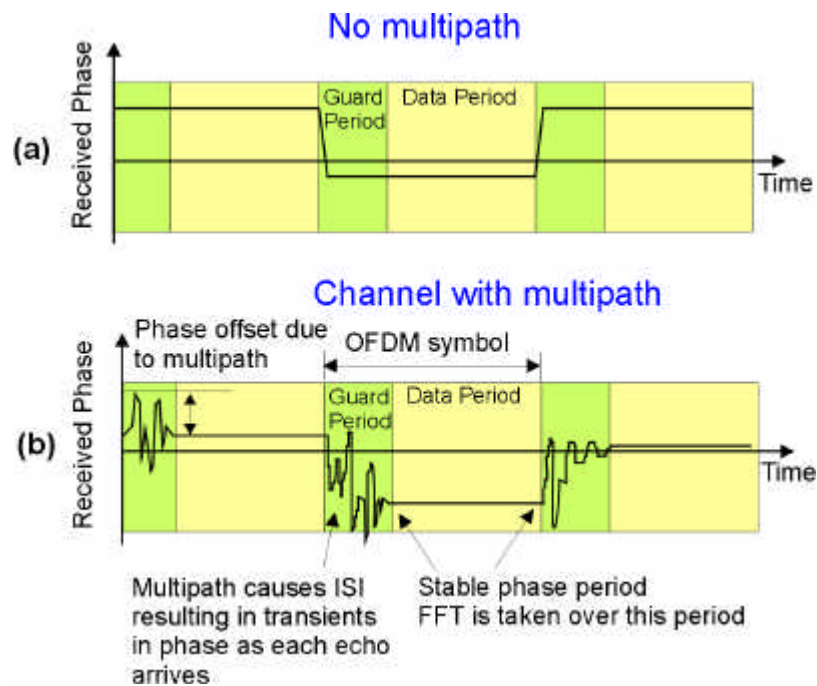 No multipath
Received Phase
Guard
Period
Data Period
(a)
Time
Channel with multipath
Phase offset due
to multipath
OFDM symbol
Received Phase
Guard
Period
Data Period
(b)
Time
Multipath causes ISI
resulting in transients
in phase as each echo
arrives
Stable phase period
FFT is taken over this period